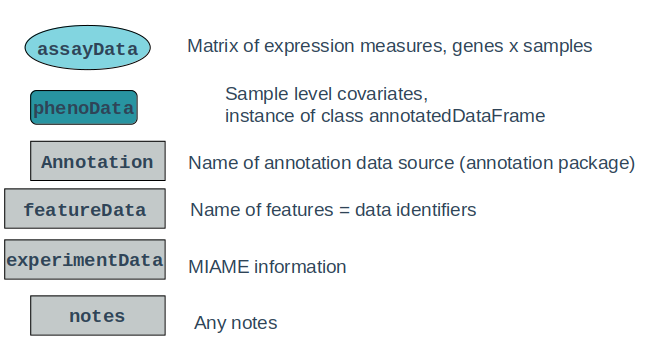 assayData
Matrix of expression measures, genes x samples
phenoData
Sample level covariates,
instance of class annotatedDataFrame
Annotation
Name of annotation data source (annotation package)
featureData
Name of features = data identifiers
experimentData
MIAME information
notes
Any notes